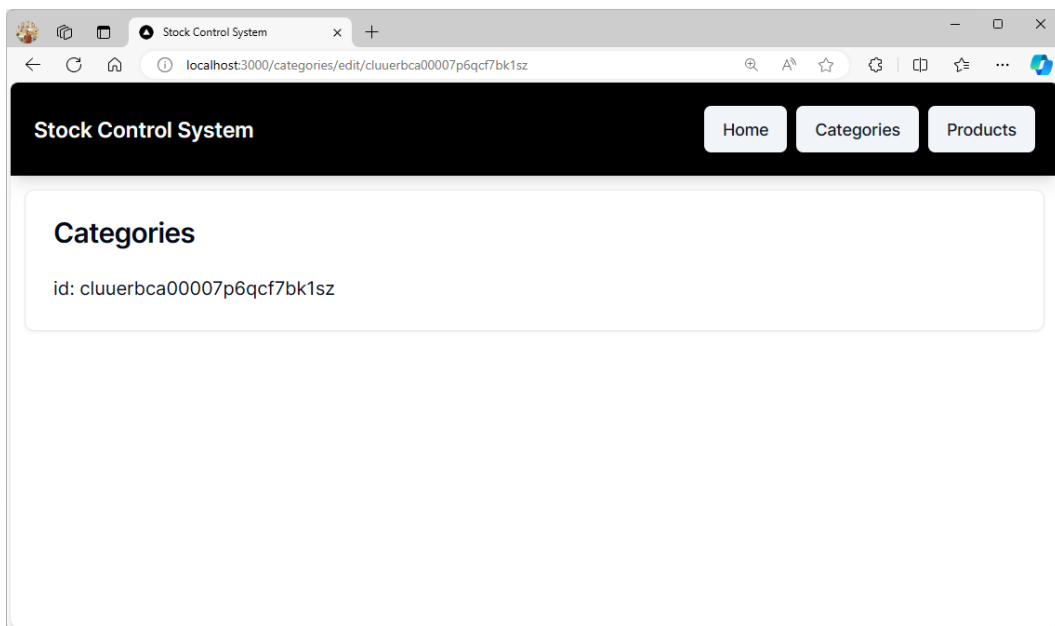 Stock Control System
localhost:3000/categories/edit/cluuerbca00007p6qcf7bk1sz
Stock Control System
Home
Categories
Products
Categories
id: cluuerbca00007p6qcf7bk1sz